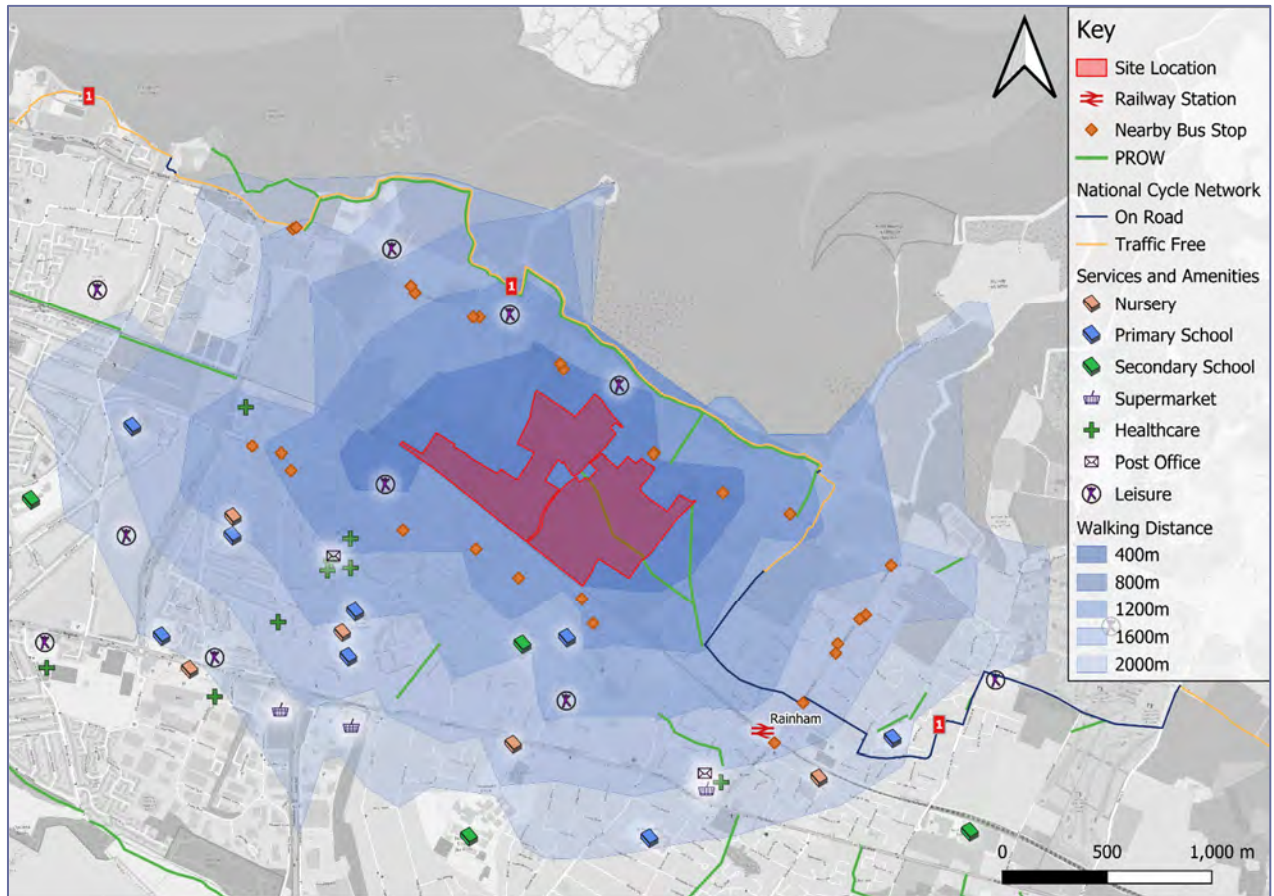 Key
Site Location
Railway Station
Nearby Bus Stop
PROW
National Cycle Network
On Road
Traffic Free
Services and Amenities
Nursery
Primary School
Secondary School
Supermarket
Healthcare
Post Office
Leisure
Walking Distance
400m
800m
1200m
1600m
2000m
1
1
Rainham
1
0 500 1,000 m